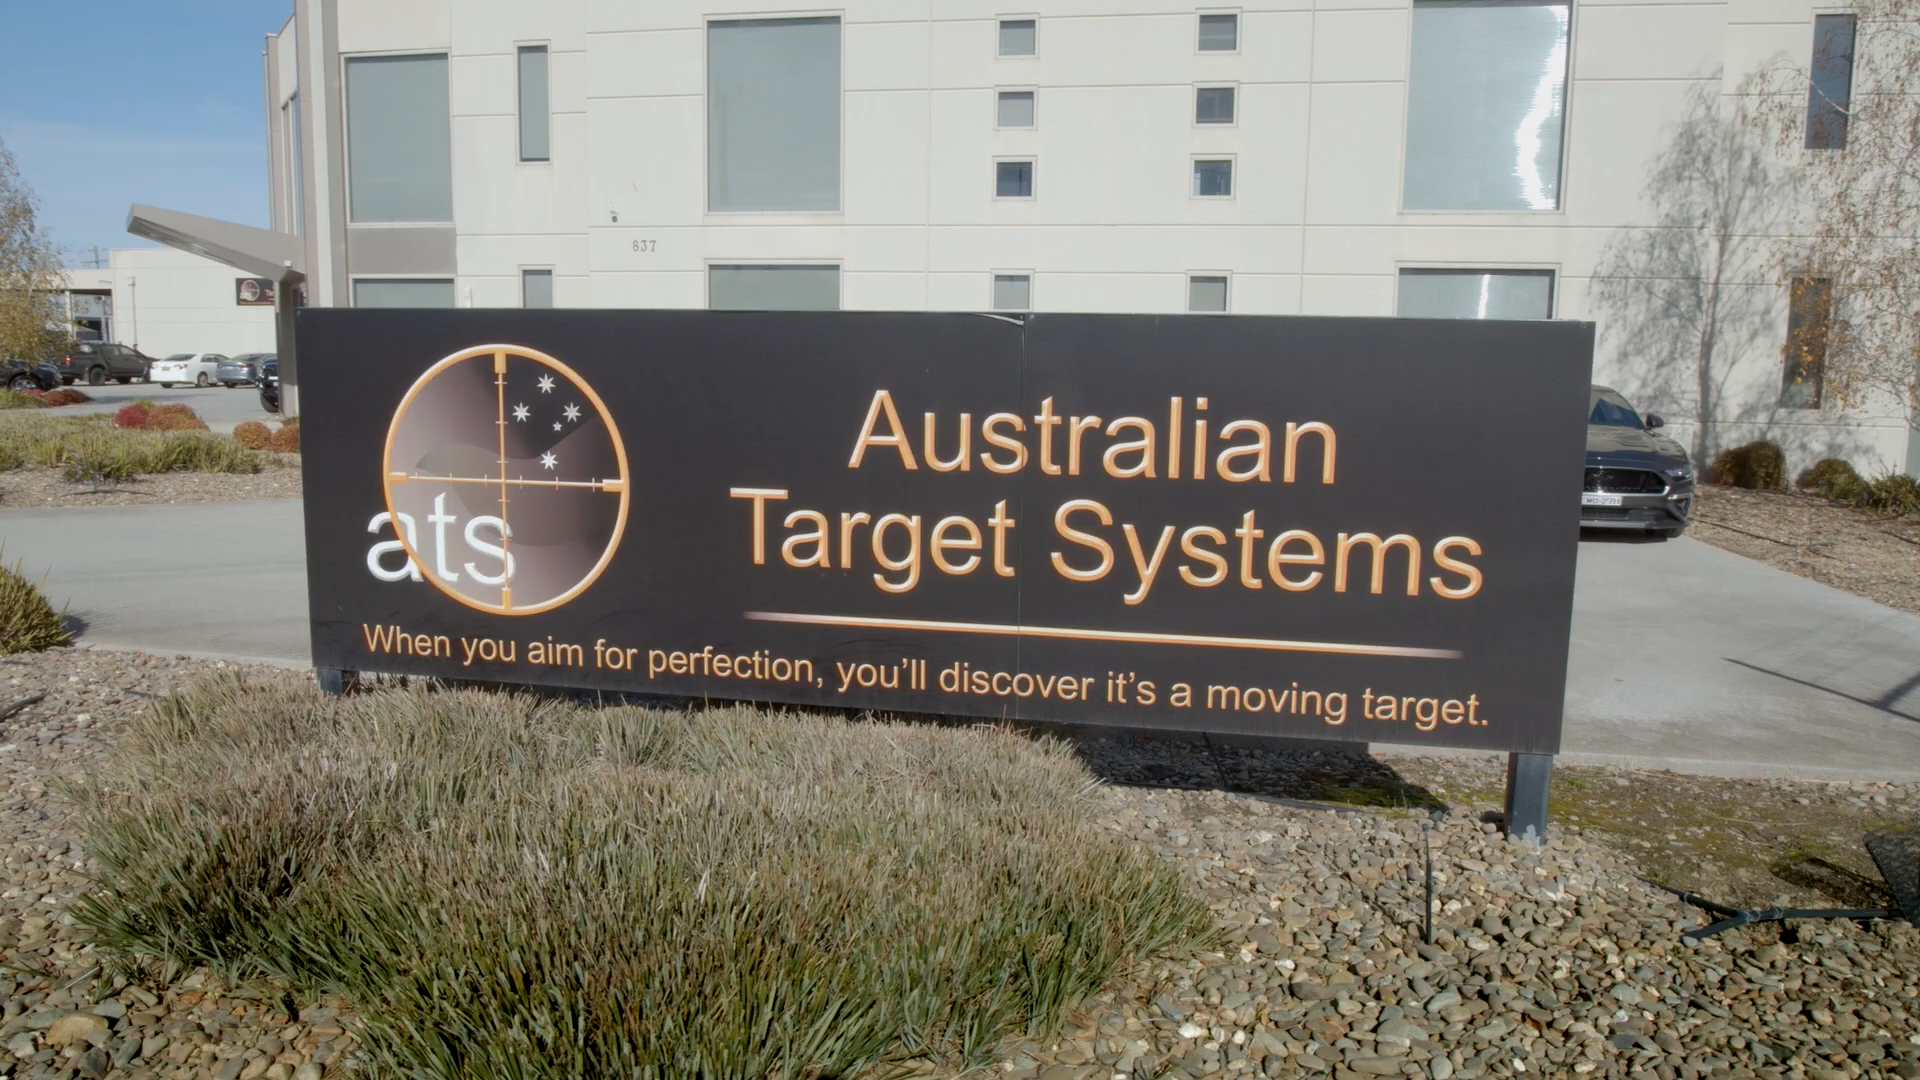 837
ats
Australian
Target Systems
When you aim for perfection, you'll discover it's a moving target.